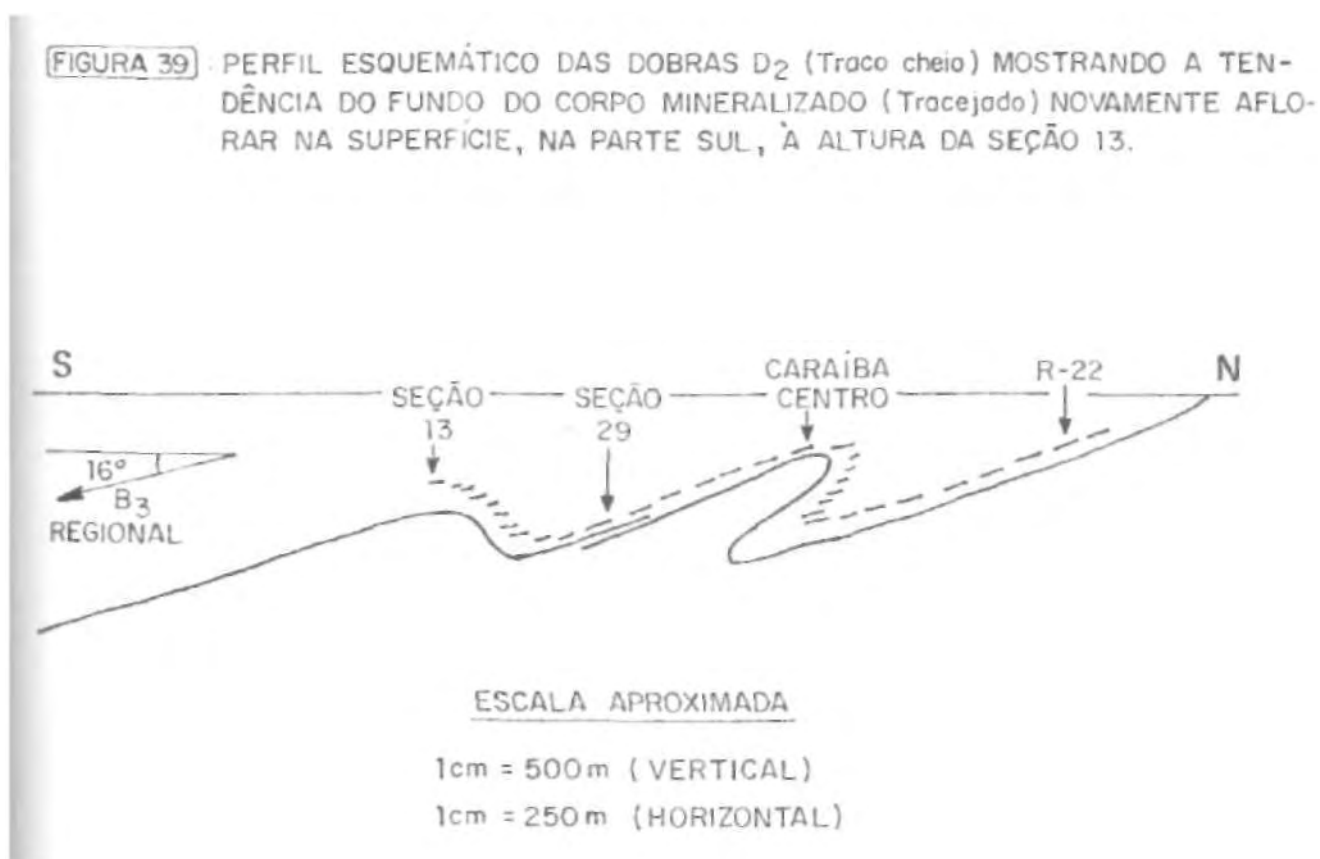 FIGURA 39: PERFIL ESQUEMÁTICO DAS DOBRAS D2 (Traco cheio) MOSTRANDO A TEN-
DÊNCIA DO FUNDO DO CORPO MINERALIZADO (Tracejado) NOVAMENTE AFLO-
RAR NA SUPERFÍCIE, NA PARTE SUL, À ALTURA DA SEÇÃO 13.
S
N
SEÇÃO
13
SEÇÃO
29
CARAÍBA
CENTRO
R-22
16°
B3
REGIONAL
ESCALA APROXIMADA
1cm = 500m (VERTICAL)
1cm = 250m (HORIZONTAL)